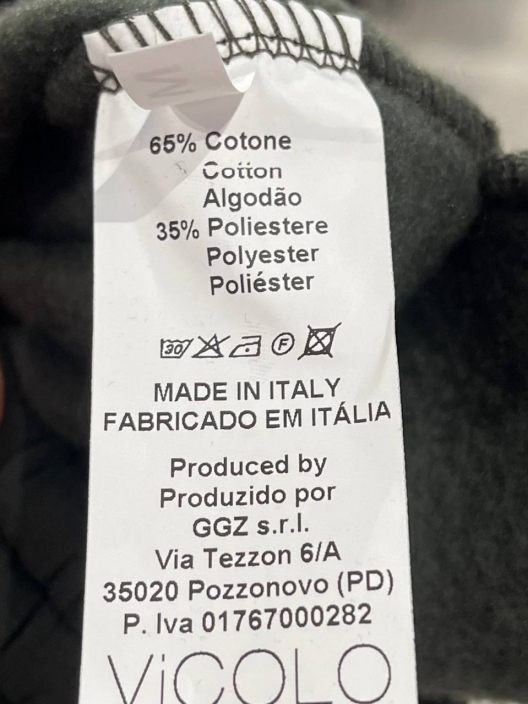 M
65% Cotone
Cotton
Algodão
35% Poliestere
Polyester
Poliéster
30 F
MADE IN ITALY
FABRICADO EM ITÁLIA
Produced by
Produzido por
GGZ s.r.l.
Via Tezzon 6/A
35020 Pozzonovo (PD)
P. Iva 01767000282
ViCOLO